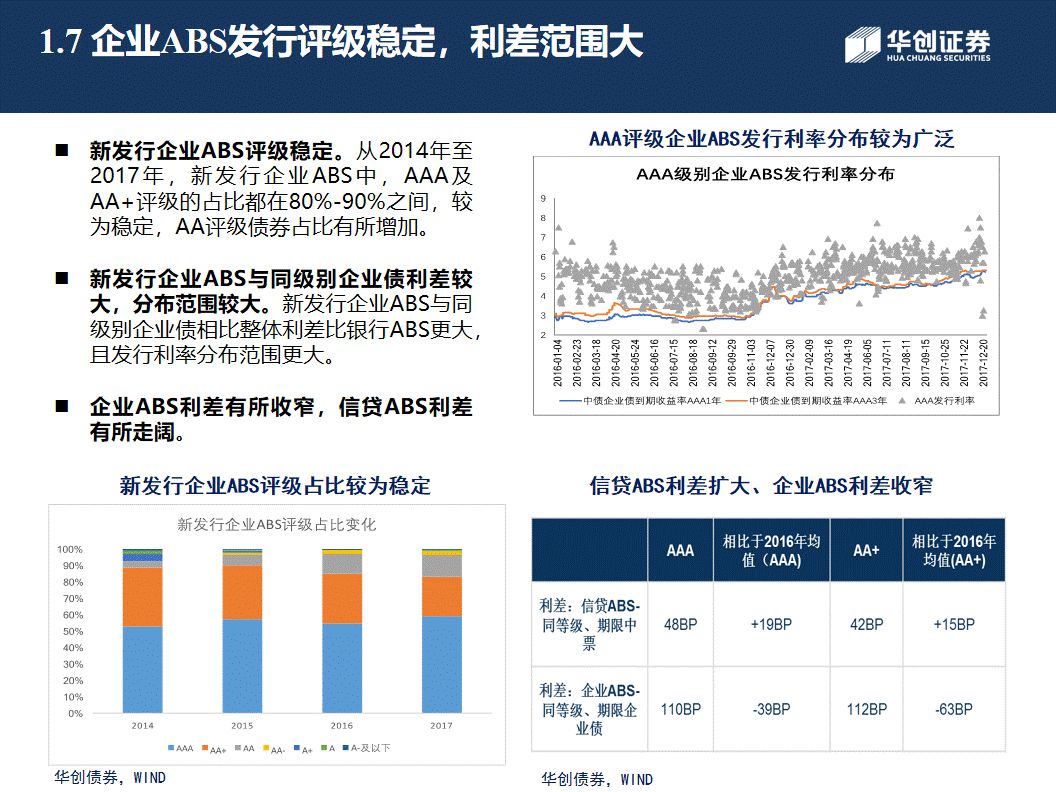 1.7 企业ABS发行评级稳定，利差范围大
华创证券
HUA CHUANG SECURITIES
■ 新发行企业ABS评级稳定。从2014年至
2017年，新发行企业ABS中，AAA及
AA+评级的占比都在80%-90%之间，较
为稳定，AA评级债券占比有所增加。
■ 新发行企业ABS与同级别企业债利差较
大，分布范围较大。新发行企业ABS与同
级别企业债相比整体利差比银行ABS更大，
且发行利率分布范围更大。
■ 企业ABS利差有所收窄，信贷ABS利差
有所走阔。
AAA评级企业ABS发行利率分布较为广泛
AAA级别企业ABS发行利率分布
9
8
7
6
5
4
3
2
2016-01-04
2016-02-23
2016-03-18
2016-04-20
2016-05-24
2016-06-16
2016-07-15
2016-08-18
2016-09-12
2016-09-29
2016-11-03
2016-12-07
2016-12-30
2017-02-09
2017-03-16
2017-04-19
2017-06-05
2017-07-11
2017-08-11
2017-09-15
2017-10-25
2017-11-22
2017-12-20
中债企业债到期收益率AAA1年 中债企业债到期收益率AAA3年 AAA发行利率
新发行企业ABS评级占比较为稳定
新发行企业ABS评级占比变化
100%
90%
80%
70%
60%
50%
40%
30%
20%
10%
0%
2014 2015 2016 2017
AAA AA+ AA AA- A+ A A-及以下
华创债券，WIND
信贷ABS利差扩大、企业ABS利差收窄
AAA 相比于2016年均值（AAA) AA+ 相比于2016年均值(AA+)
利差：信贷ABS-同等级、期限中票 48BP +19BP 42BP +15BP
利差：企业ABS-同等级、期限企业债 110BP -39BP 112BP -63BP
华创债券，WIND